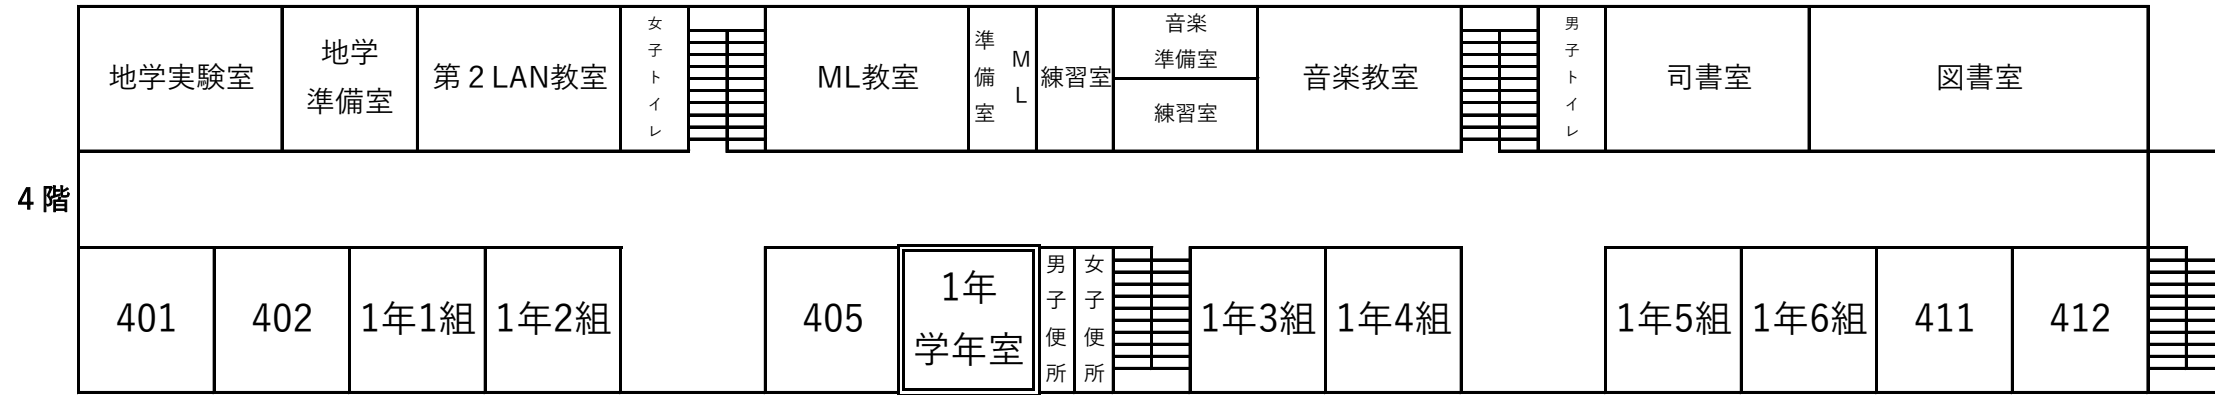 地学実験室
地学
準備室
第２LAN教室
女子トイレ
ML教室
ML
準備室
練習室
音楽
準備室
練習室
音楽教室
男子トイレ
司書室
図書室
4階
401
402
1年1組
1年2組
405
1年
学年室
男子便所
女子便所
1年3組
1年4組
1年5組
1年6組
411
412